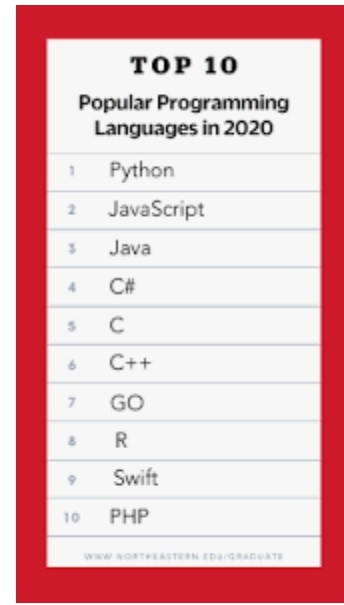 TOP 10
Popular Programming
Languages in 2020
1 Python
2 JavaScript
3 Java
4 C#
5 C
6 C++
7 GO
8 R
9 Swift
10 PHP
WWW.NORTHEASTERN.EDU/GRADUATE